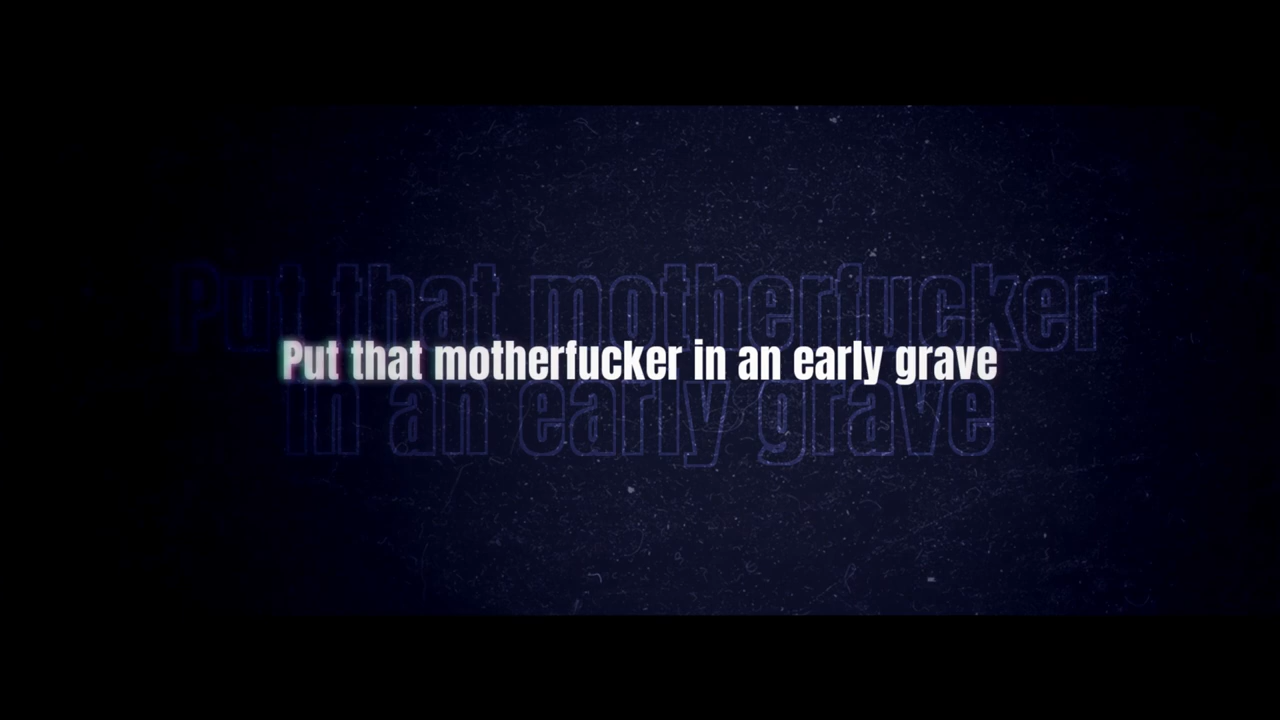 Put that motherfucker
Put that motherfucker in an early grave
in an early grave